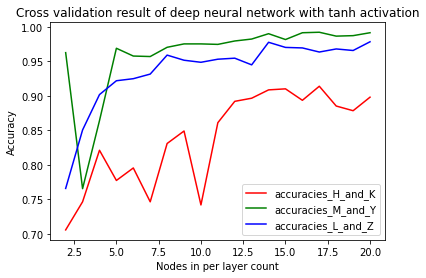 Cross validation result of deep neural network with tanh activation
1.00
0.95
0.90
0.85
0.80
0.75
0.70
Accuracy
accuracies_H_and_K
accuracies_M_and_Y
accuracies_L_and_Z
2.5 5.0 7.5 10.0 12.5 15.0 17.5 20.0
Nodes in per layer count